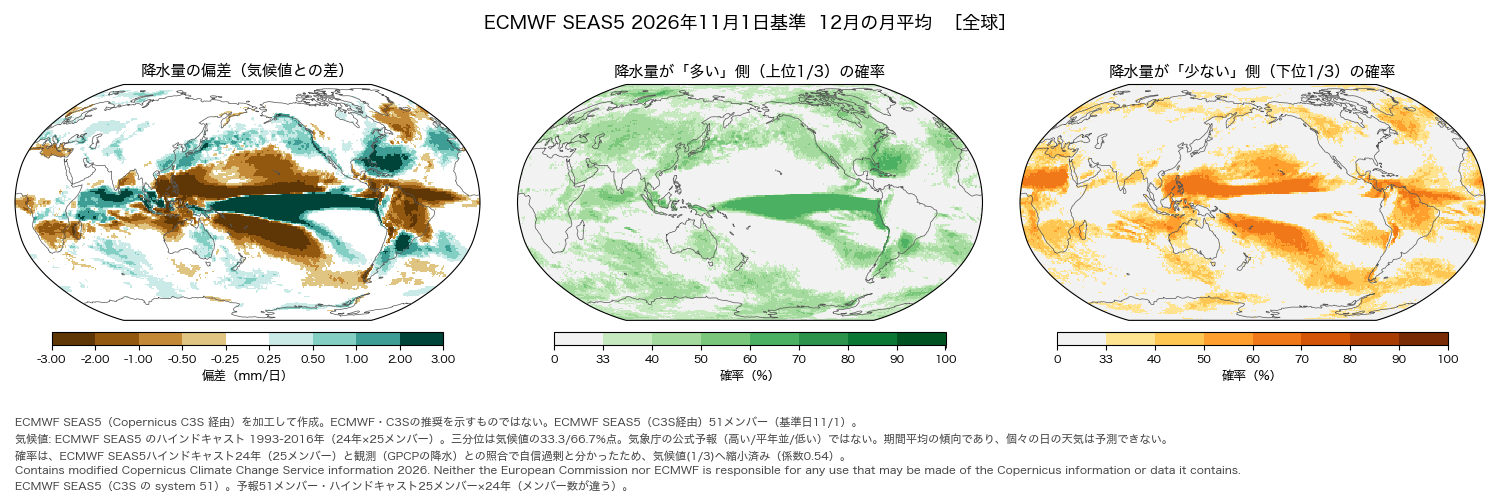 ECMWF SEAS5 2026年11月1日基準 12月の月平均 ［全球］
降水量の偏差（気候値との差）
降水量が「多い」側（上位1/3）の確率
降水量が「少ない」側（下位1/3）の確率
-3.00 -2.00 -1.00 -0.50 -0.25 0.25 0.50 1.00 2.00 3.00
偏差（mm/日）
0 33 40 50 60 70 80 90 100
確率（%）
0 33 40 50 60 70 80 90 100
確率（%）
ECMWF SEAS5（Copernicus C3S 経由）を加工して作成。ECMWF・C3Sの推奨を示すものではない。ECMWF SEAS5（C3S経由）51メンバー（基準日11/1）。
気候値: ECMWF SEAS5 のハインドキャスト 1993-2016年（24年×25メンバー）。三分位は気候値の33.3/66.7%点。気象庁の公式予報（高い/平年並/低い）ではない。期間平均の傾向であり、個々の日の天気は予測できない。
確率は、ECMWF SEAS5ハインドキャスト24年（25メンバー）と観測（GPCPの降水）との照合で自信過剰と分かったため、気候値(1/3)へ縮小済み（係数0.54）。
Contains modified Copernicus Climate Change Service information 2026. Neither the European Commission nor ECMWF is responsible for any use that may be made of the Copernicus information or data it contains.
ECMWF SEAS5（C3S の system 51）。予報51メンバー・ハインドキャスト25メンバー×24年（メンバー数が違う）。